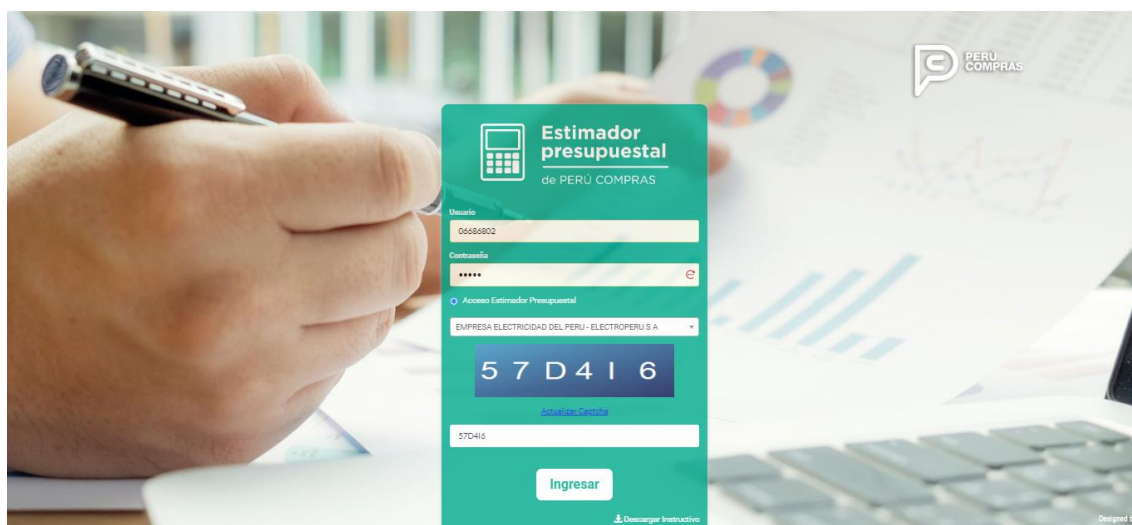 PERÚ
COMPRAS
Estimador
presupuestal
de PERÚ COMPRAS
Usuario
06686802
Contraseña
•••••
Acceso Estimador Presupuestal
EMPRESA ELECTRICIDAD DEL PERU - ELECTROPERU S A
57D4I6
Actualizar Captcha
57D4I6
Ingresar
Descargar Instructivo
Designed